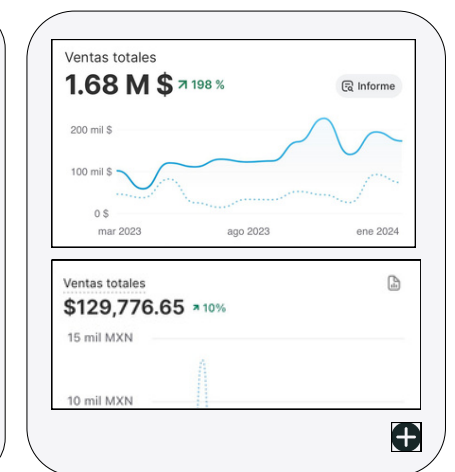 Ventas totales
1.68 M $ 198 %
Informe
200 mil $
100 mil $
0 $
mar 2023 ago 2023 ene 2024
Ventas totales
$129,776.65 10%
15 mil MXN
10 mil MXN